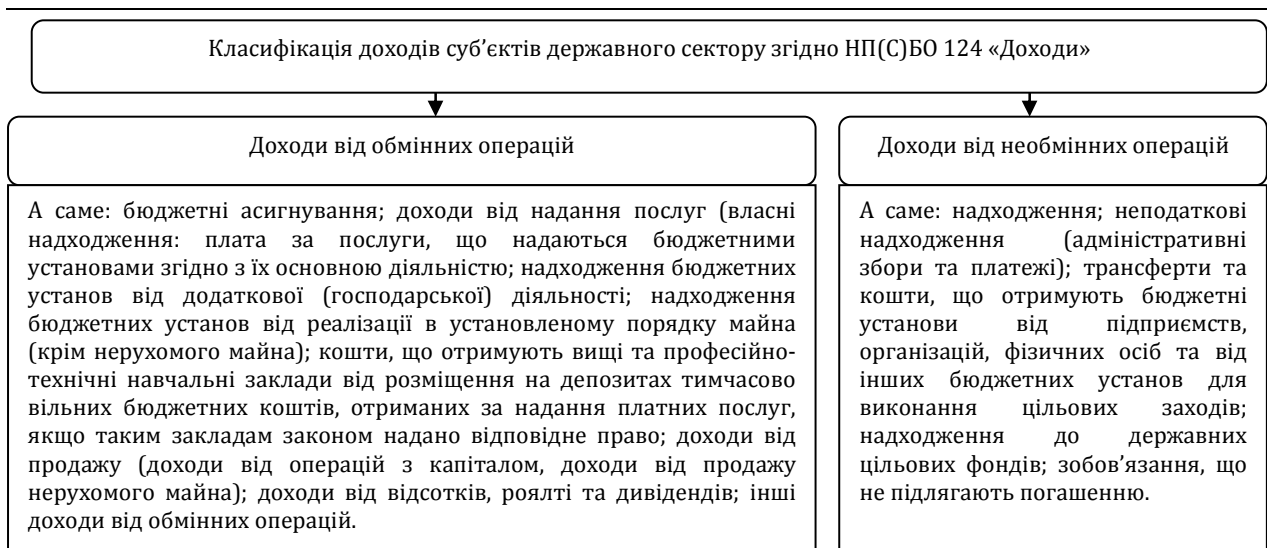 Класифікація доходів суб’єктів державного сектору згідно НП(С)БО 124 «Доходи»
Доходи від обмінних операцій
А саме: бюджетні асигнування; доходи від надання послуг (власні
надходження: плата за послуги, що надаються бюджетними
установами згідно з їх основною діяльністю; надходження бюджетних
установ від додаткової (господарської) діяльності; надходження
бюджетних установ від реалізації в установленому порядку майна
(крім нерухомого майна); кошти, що отримують вищі та професійно-
технічні навчальні заклади від розміщення на депозитах тимчасово
вільних бюджетних коштів, отриманих за надання платних послуг,
якщо таким закладам законом надано відповідне право; доходи від
продажу (доходи від операцій з капіталом, доходи від продажу
нерухомого майна); доходи від відсотків, роялті та дивідендів; інші
доходи від обмінних операцій.
Доходи від необмінних операцій
А саме: надходження; неподаткові
надходження (адміністративні
збори та платежі); трансферти та
кошти, що отримують бюджетні
установи від підприємств,
організацій, фізичних осіб та від
інших бюджетних установ для
виконання цільових заходів;
надходження до державних
цільових фондів; зобов’язання, що
не підлягають погашенню.